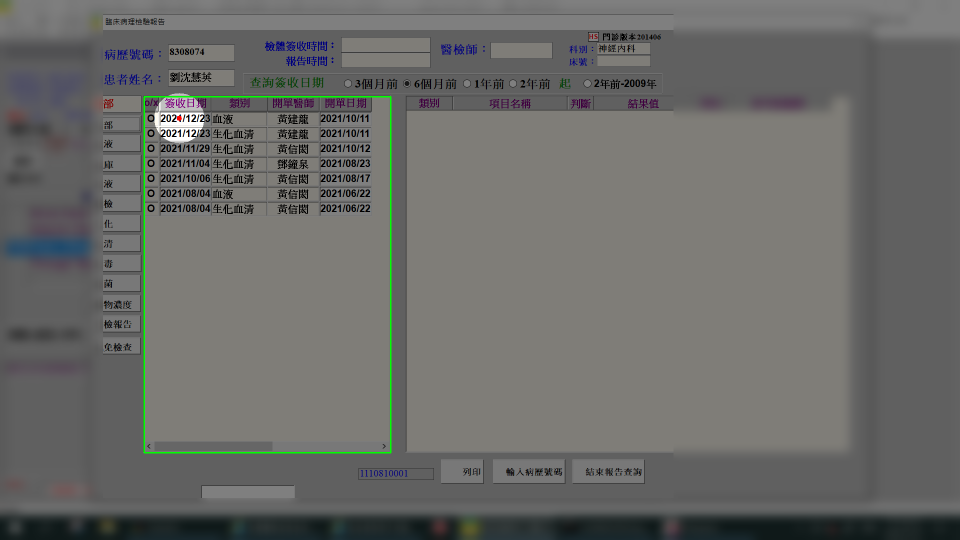 臨床病理檢驗報告
病歷號碼： 8308074 檢體簽收時間： 醫檢師： HS 門診版本201406
科別： 神經內科
報告時間： 床號：
患者姓名： 劉沈慧英 查詢簽收日期 3個月前 6個月前 1年前 2年前 起 2年前-2009年
部
部
液
庫
液
檢
化
清
毒
菌
物濃度
檢報告
免檢查
簽收日期 類別 開單醫師 開單日期
O 2021/12/23 血液 黃建龍 2021/10/11
O 2021/12/23 生化血清 黃建龍 2021/10/11
O 2021/11/29 生化血清 黃信閎 2021/10/12
O 2021/11/04 生化血清 鄧鐘泉 2021/08/23
O 2021/10/06 生化血清 黃信閎 2021/08/17
O 2021/08/04 血液 黃信閎 2021/06/22
O 2021/08/04 生化血清 黃信閎 2021/06/22
類別 項目名稱 判斷 結果值
1110810001 列印 輸入病歷號碼 結束報告查詢